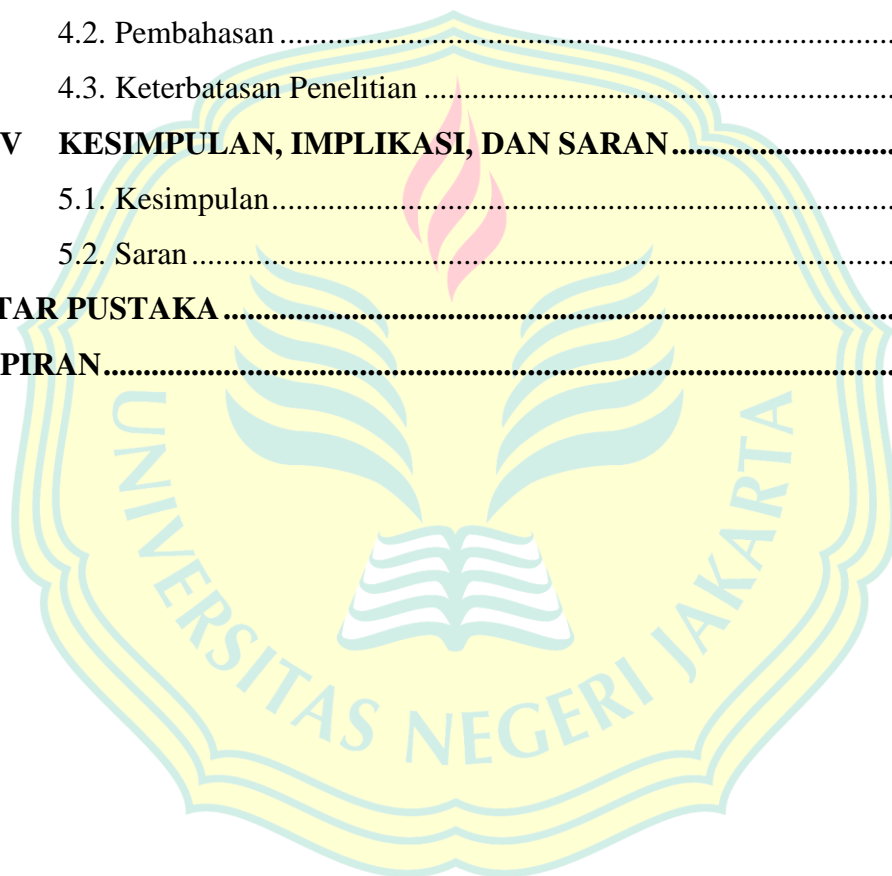 4.2. Pembahasan ...............................................................................
4.3. Keterbatasan Penelitian .............................................................
V KESIMPULAN, IMPLIKASI, DAN SARAN ............................
5.1. Kesimpulan ................................................................................
5.2. Saran ..........................................................................................
TAR PUSTAKA .....................................................................................
PIRAN ....................................................................................................
UNIVERSITAS NEGERI JAKARTA